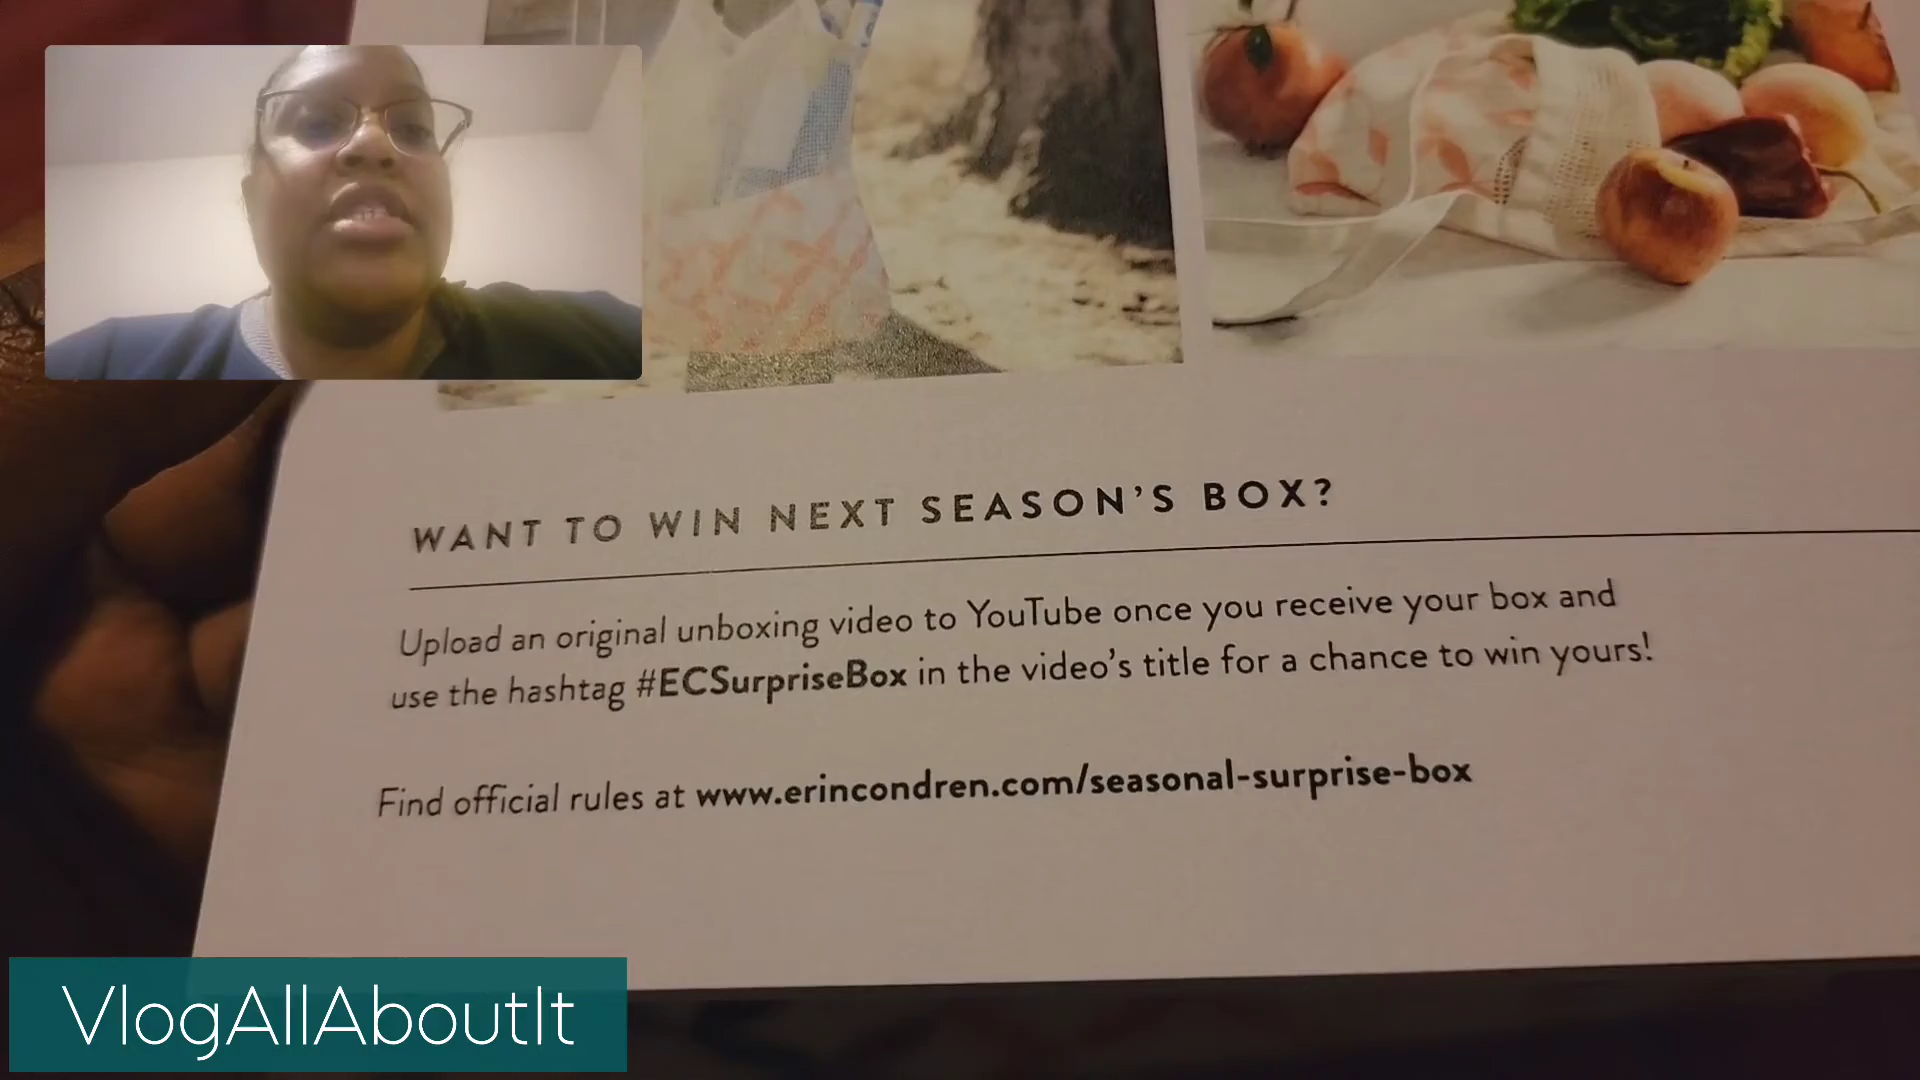 WANT TO WIN NEXT SEASON'S BOX?
Upload an original unboxing video to YouTube once you receive your box and
use the hashtag #ECSurpriseBox in the video's title for a chance to win yours!
Find official rules at www.erincondren.com/seasonal-surprise-box
VlogAllAboutIt